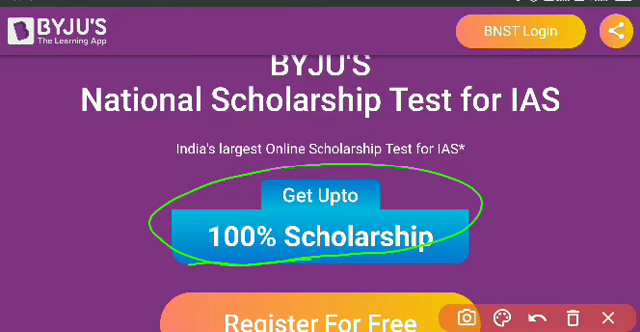 BYJU'S
The Learning App
BNST Login
BYJU'S
National Scholarship Test for IAS
India's largest Online Scholarship Test for IAS*
Get Upto
100% Scholarship
Register For Free